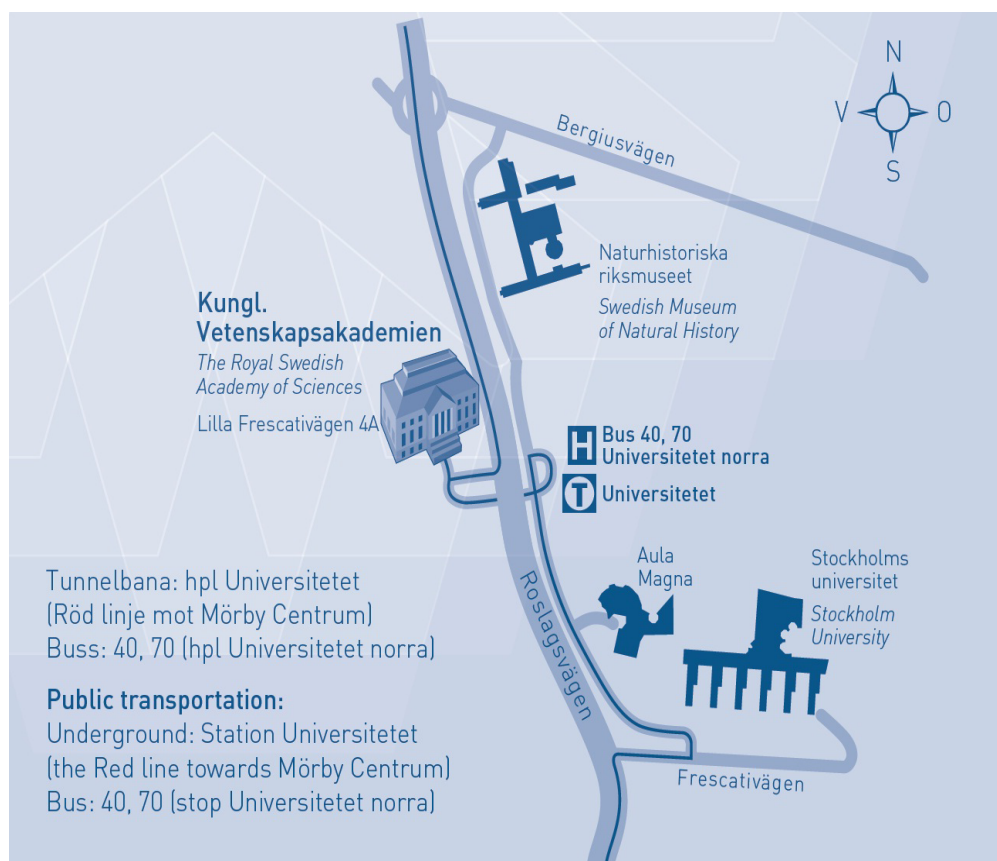 N
V
O
S
Bergiusvägen
Naturhistoriska
riksmuseet
Swedish Museum
of Natural History
Kungl.
Vetenskapsakademien
The Royal Swedish
Academy of Sciences
Lilla Frescativägen 4A
H
Bus 40, 70
Universitetet norra
T
Universitetet
Aula
Magna
Stockholms
universitet
Stockholm
University
Roslagsvägen
Frescativägen
Tunnelbana: hpl Universitetet
(Röd linje mot Mörby Centrum)
Buss: 40, 70 (hpl Universitetet norra)
Public transportation:
Underground: Station Universitetet
(the Red line towards Mörby Centrum)
Bus: 40, 70 (stop Universitetet norra)